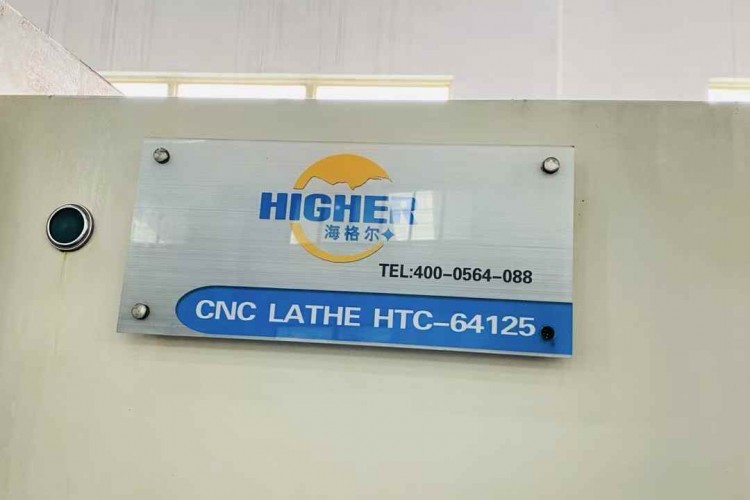 HIGHER
海格尔
TEL:400-0564-088
CNC LATHE HTC-64125